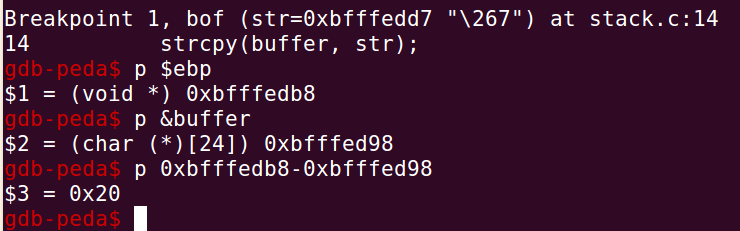 Breakpoint 1, bof (str=0xbfffedd7 "\267") at stack.c:14
14          strcpy(buffer, str);
gdb-peda$ p $ebp
$1 = (void *) 0xbfffedb8
gdb-peda$ p &buffer
$2 = (char (*)[24]) 0xbfffed98
gdb-peda$ p 0xbfffedb8-0xbfffed98
$3 = 0x20
gdb-peda$